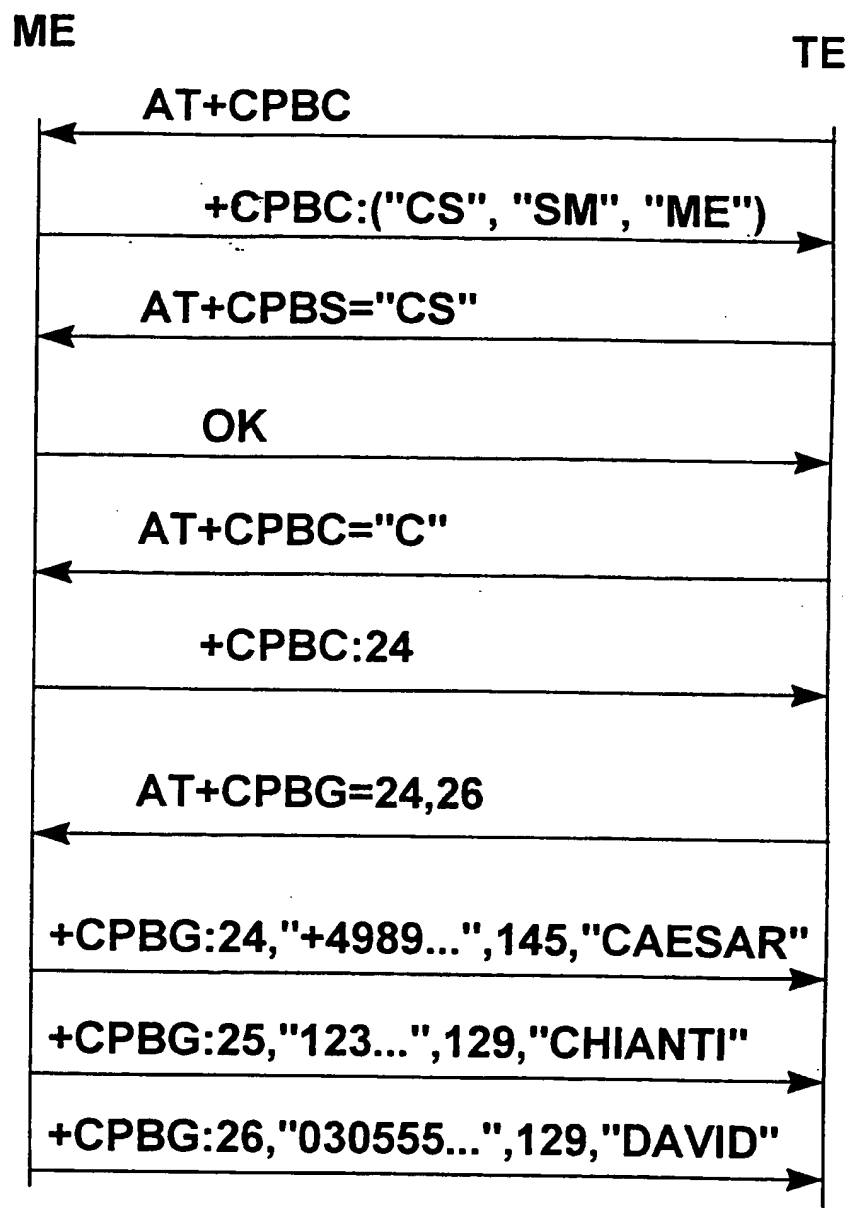 ME
TE
AT+CPBC
+CPBC:("CS", "SM", "ME")
AT+CPBS="CS"
OK
AT+CPBC="C"
+CPBC:24
AT+CPBG=24,26
+CPBG:24,"+4989...",145,"CAESAR"
+CPBG:25,"123...",129,"CHIANTI"
+CPBG:26,"030555...",129,"DAVID"